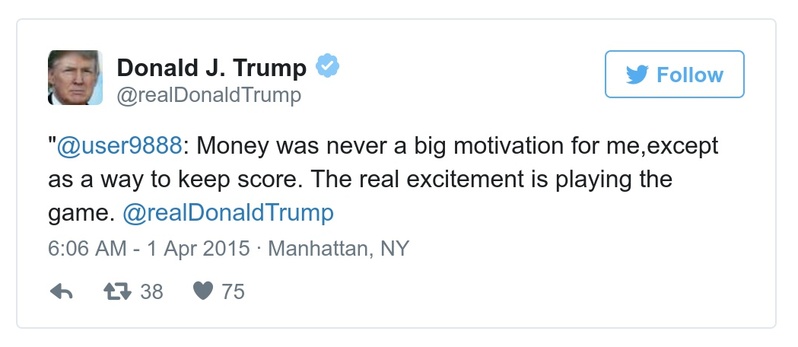 Donald J. Trump
@realDonaldTrump
Follow
"@user9888: Money was never a big motivation for me,except
as a way to keep score. The real excitement is playing the
game. @realDonaldTrump
6:06 AM - 1 Apr 2015 · Manhattan, NY
38 75